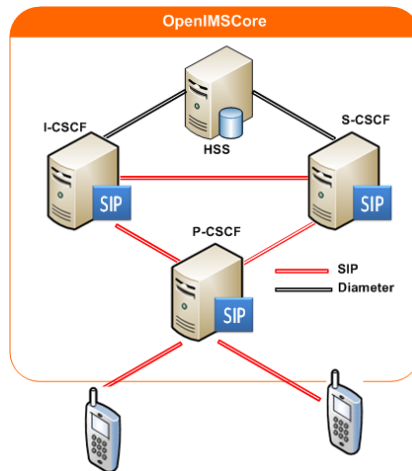 OpenIMSCore
I-CSCF
S-CSCF
HSS
SIP
SIP
P-CSCF
SIP
Diameter
SIP